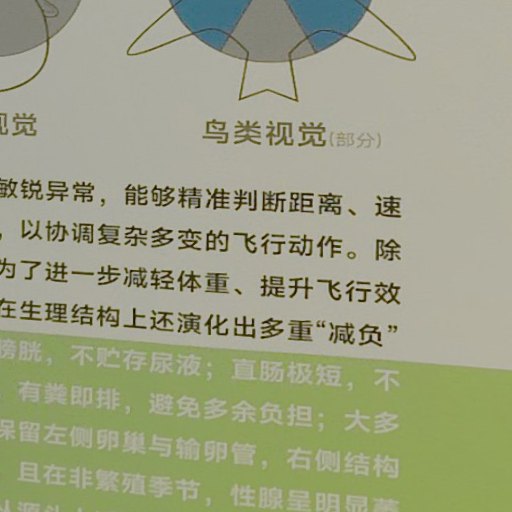 视觉
鸟类视觉(部分)
敏锐异常，能够精准判断距离、速
，以协调复杂多变的飞行动作。除
为了进一步减轻体重、提升飞行效
在生理结构上还演化出多重“减负”
膀胱，不贮存尿液；直肠极短，不
有粪即排，避免多余负担；大多
保留左侧卵巢与输卵管，右侧结构
且在非繁殖季节，性腺呈明显萎